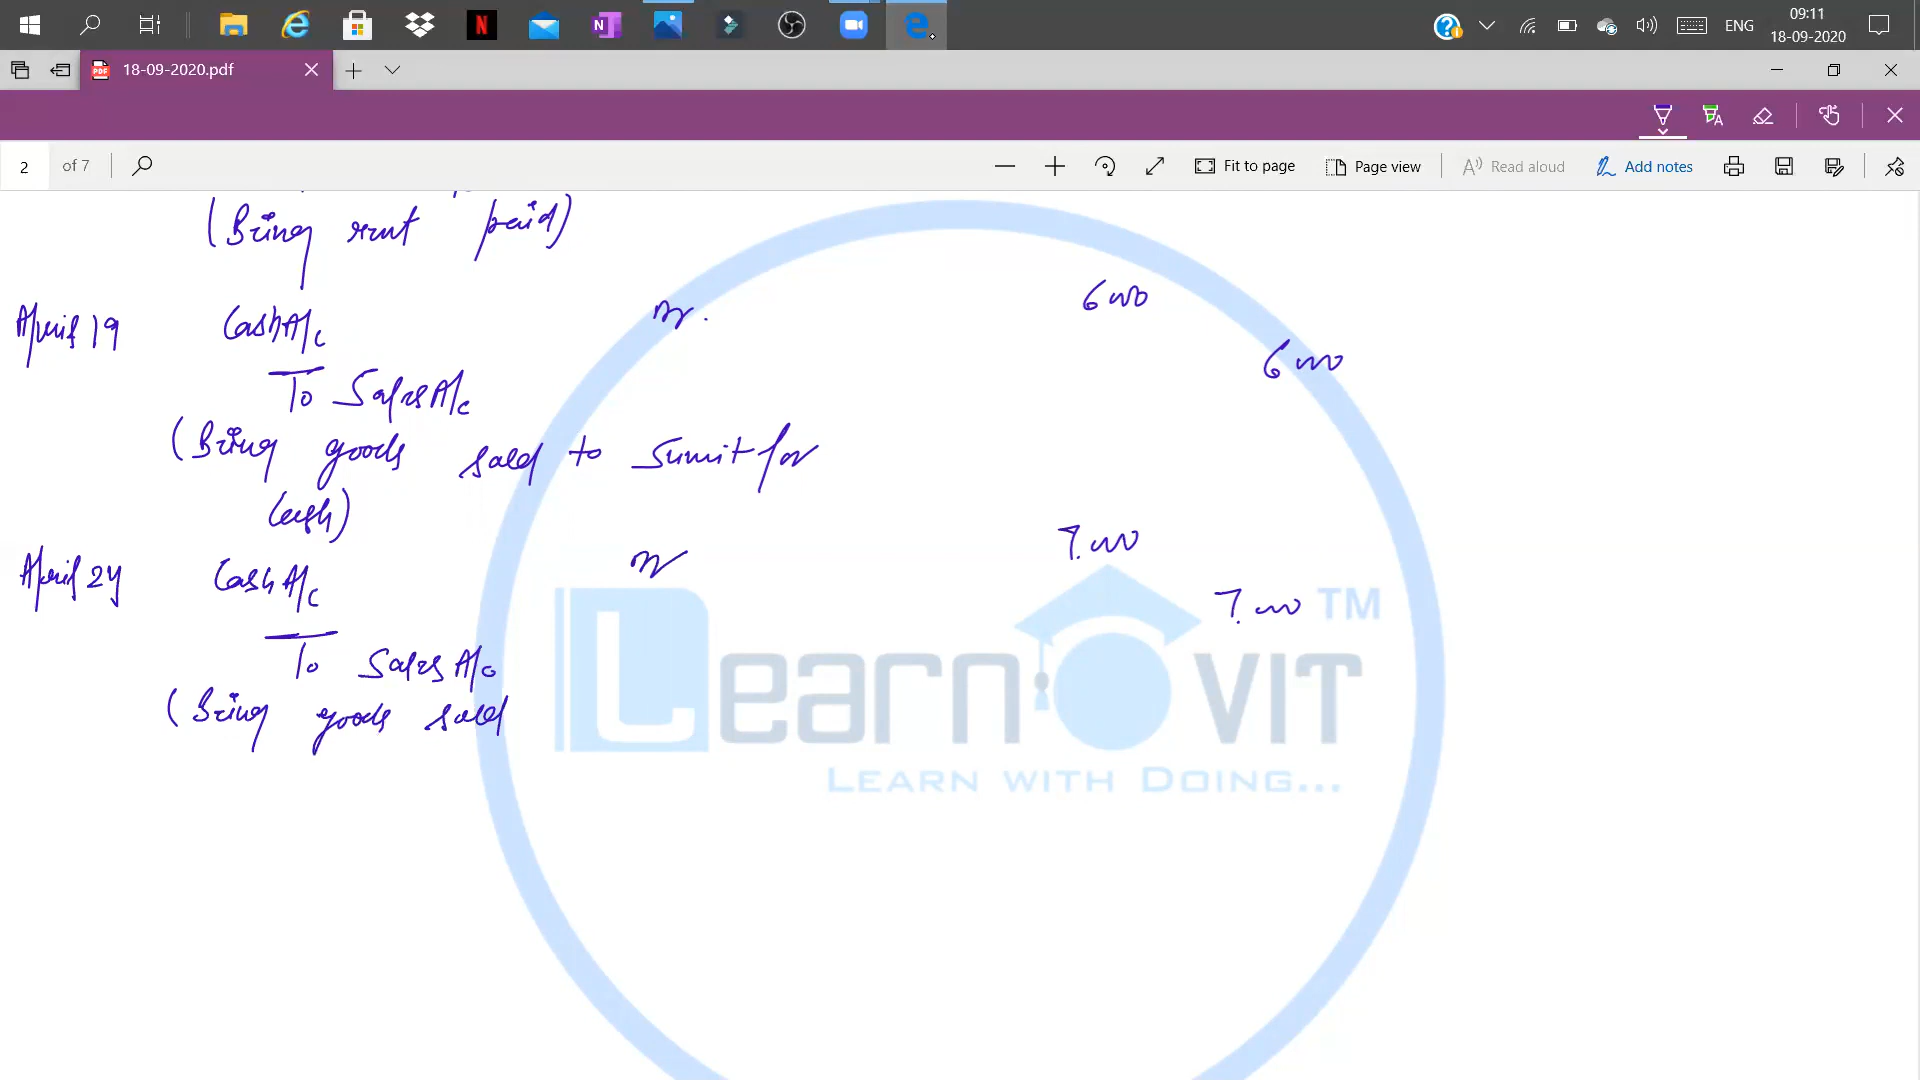 09:11
ENG
18-09-2020
18-09-2020.pdf
2 of 7
Fit to page
Page view
Read aloud
Add notes
(Being rent paid)
April 19 Cash A/c Dr. 6000
To Sales A/c 6000
(Being goods sold to Sumit for
Cash)
April 24 Cash A/c Dr 7000
To Sales A/c 7000
(Being goods sold
LearnOVIT TM
LEARN WITH DOING...